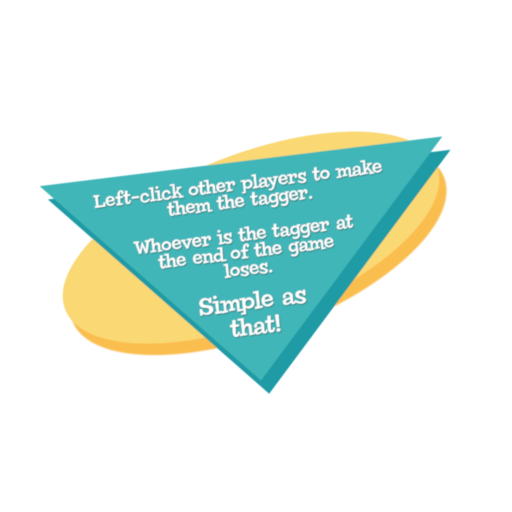 Left-click other players to make
them the tagger.
Whoever is the tagger at
the end of the game
loses.
Simple as
that!